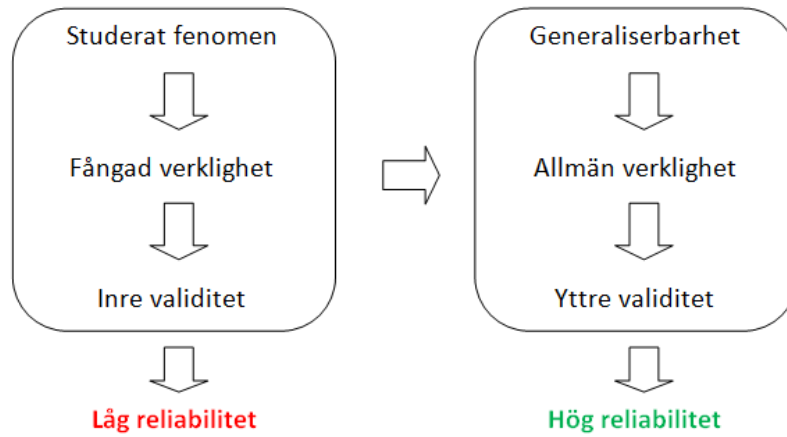 Studerat fenomen
Fångad verklighet
Inre validitet
Låg reliabilitet
Generaliserbarhet
Allmän verklighet
Yttre validitet
Hög reliabilitet